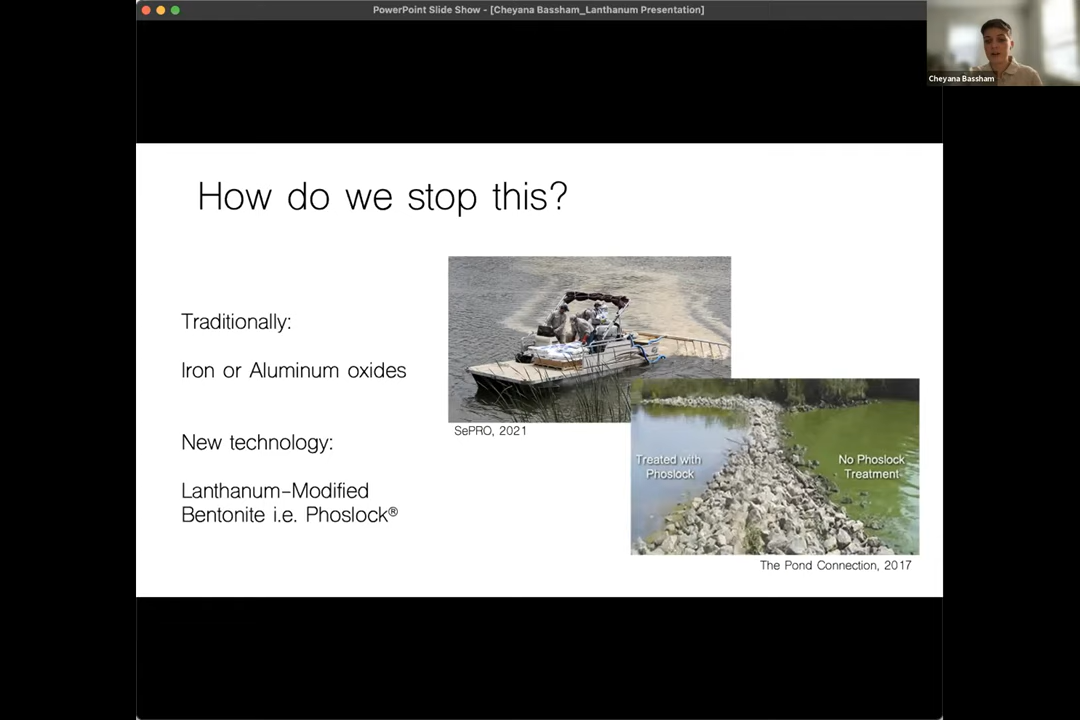 PowerPoint Slide Show - [Cheyana Bassham_Lanthanum Presentation]
Cheyana Bassham
How do we stop this?
Traditionally:
Iron or Aluminum oxides
New technology:
Lanthanum-Modified
Bentonite i.e. Phoslock®
SePRO, 2021
Treated with
Phoslock
No Phoslock
Treatment
The Pond Connection, 2017